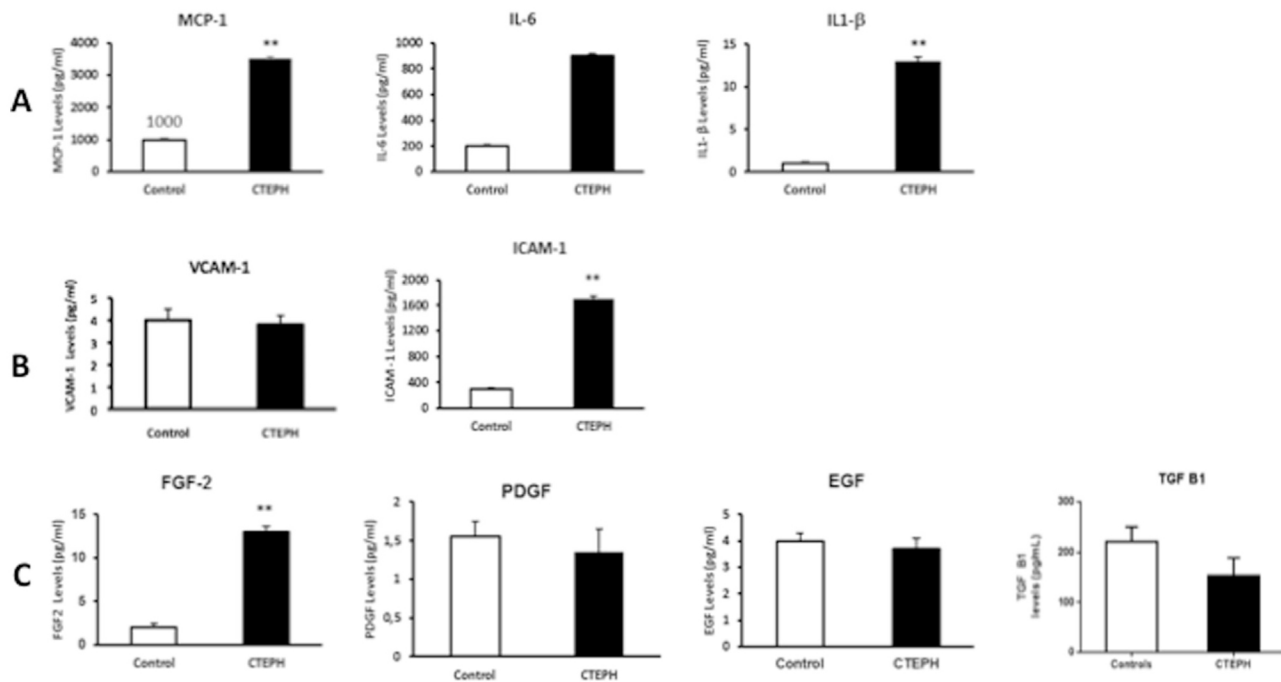 A
MCP-1
MCP-1 Levels (pg/ml)
4000
3000
2000
1000
0
1000
**
Control
CTEPH
IL-6
IL-6 Levels (pg/ml)
1000
800
600
400
200
0
Control
CTEPH
IL1-β
IL1- β Levels (pg/ml)
15
10
5
0
**
Control
CTEPH
B
VCAM-1
VCAM-1 Levels (pg/ml)
5
4
3
2
1
0
Control
CTEPH
ICAM-1
ICAM -1 Levels (pg/ml)
2000
1600
1200
800
400
0
**
Control
CTEPH
C
FGF-2
FGF2 Levels (pg/ml)
15
10
5
0
**
Control
CTEPH
PDGF
PDGF Levels (pg/ml)
2
1,5
1
0,5
0
Control
CTEPH
EGF
EGF Levels (pg/ml)
5
4
3
2
1
0
Control
CTEPH
TGF B1
TGF B1
levels (pg/mL)
300
200
100
0
Controls
CTEPH